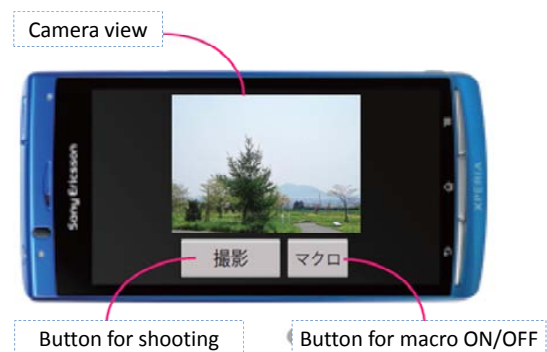 Camera view
Sony Ericsson
XPERIA
撮影
マクロ
Button for shooting
Button for macro ON/OFF